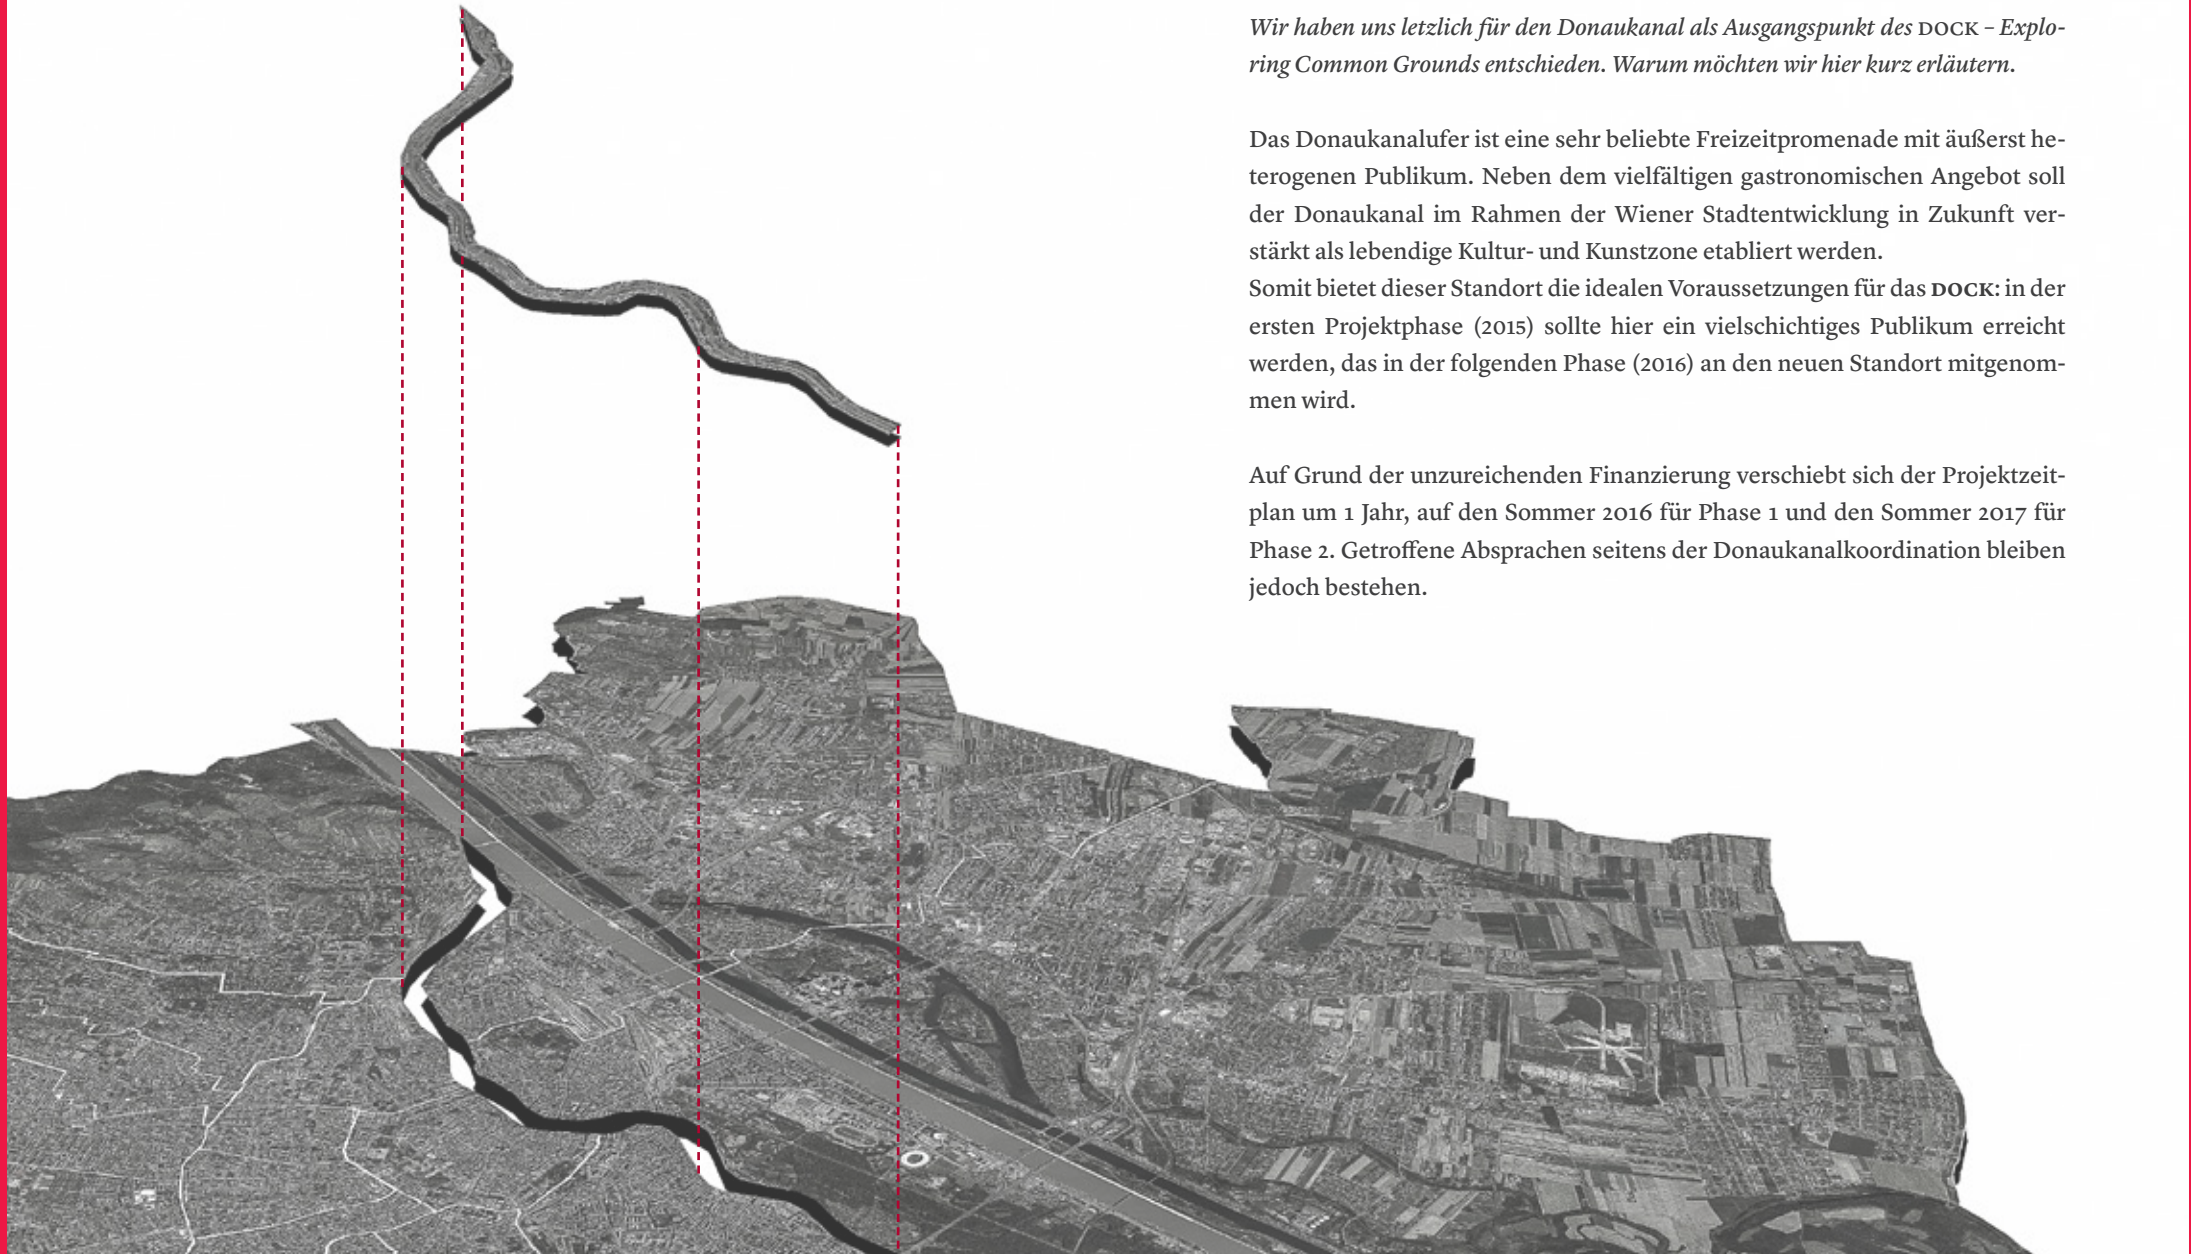 Wir haben uns letzlich für den Donaukanal als Ausgangspunkt des DOCK – Explo-
ring Common Grounds entschieden. Warum möchten wir hier kurz erläutern.
Das Donaukanalufer ist eine sehr beliebte Freizeitpromenade mit äußerst he-
terogenen Publikum. Neben dem vielfältigen gastronomischen Angebot soll
der Donaukanal im Rahmen der Wiener Stadtentwicklung in Zukunft ver-
stärkt als lebendige Kultur- und Kunstzone etabliert werden.
Somit bietet dieser Standort die idealen Voraussetzungen für das DOCK: in der
ersten Projektphase (2015) sollte hier ein vielschichtiges Publikum erreicht
werden, das in der folgenden Phase (2016) an den neuen Standort mitgenom-
men wird.
Auf Grund der unzureichenden Finanzierung verschiebt sich der Projektzeit-
plan um 1 Jahr, auf den Sommer 2016 für Phase 1 und den Sommer 2017 für
Phase 2. Getroffene Absprachen seitens der Donaukanalkoordination bleiben
jedoch bestehen.